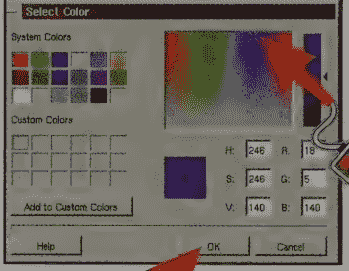 Select Color
System Colors
Custom Colors
H: 246 R: 18
S: 246 G: 5
Add to Custom Colors V: 140 B: 140
Help OK Cancel